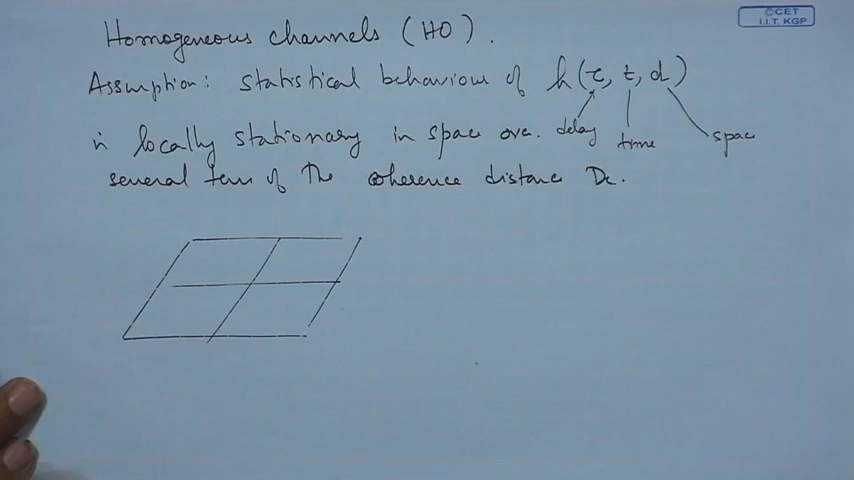 ©CET
I.I.T. KGP
Homogeneous channels (HO).
Assumption: statistical behaviour of h(τ, t, d)
is locally stationary in space over. delay time space
several tens of the coherence distance Dc.